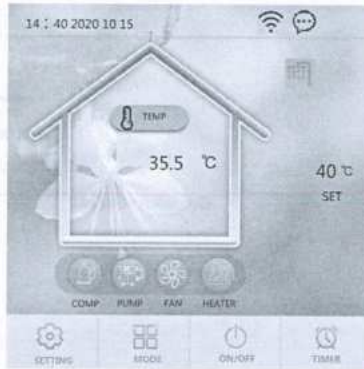 14 : 40 2020 10 15
TEMP
35.5 ℃
40 ℃
SET
COMP PUMP FAN HEATER
SETTING MODE ON/OFF TIMER